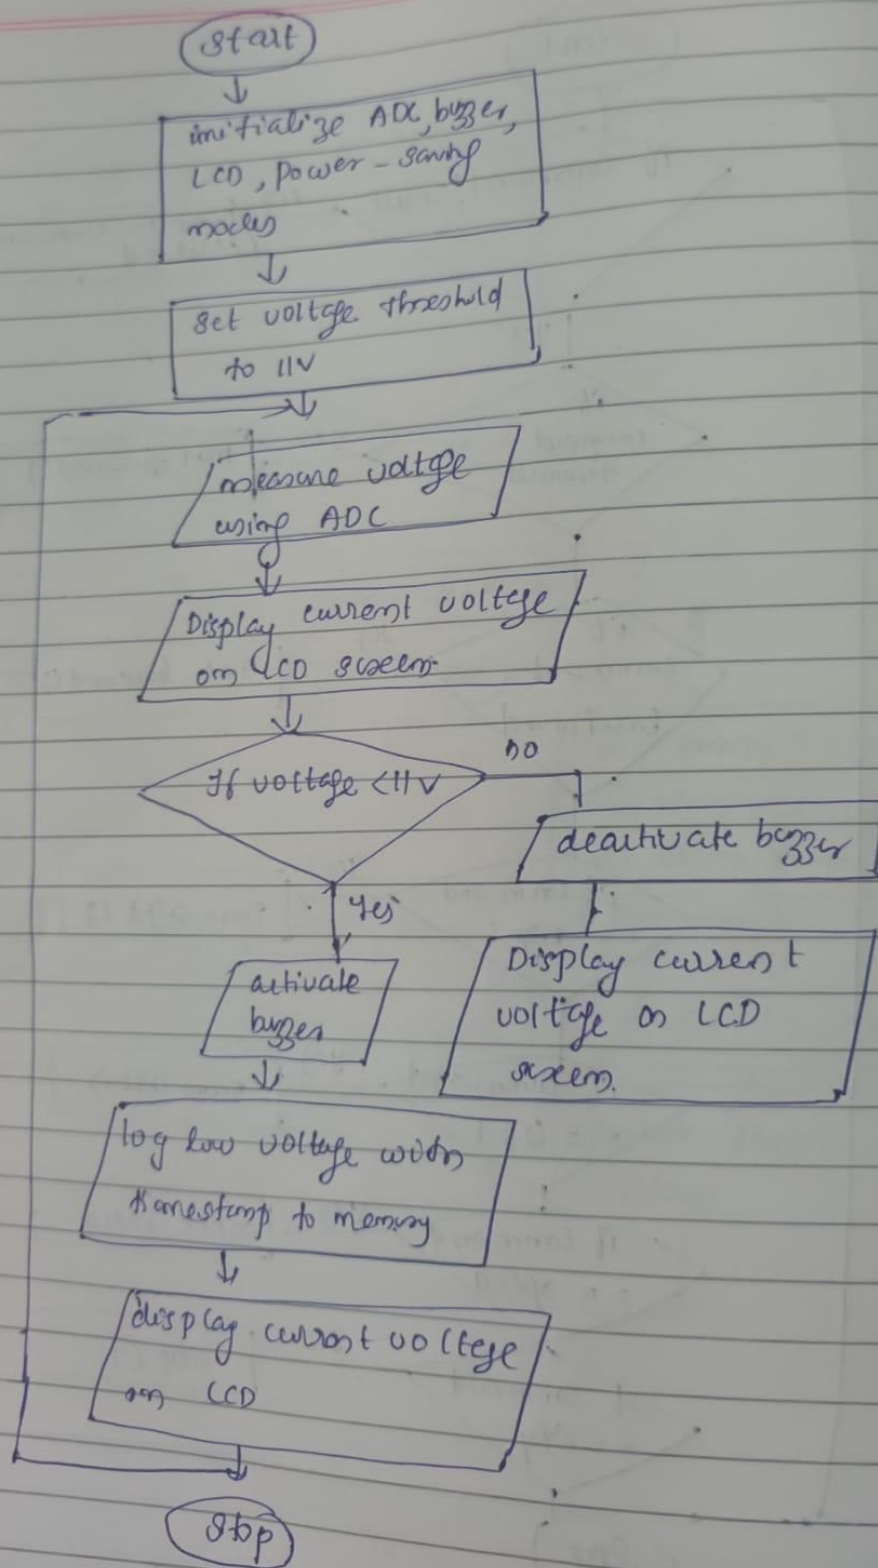 Start
initialize ADC, buzzer,
LCD, power-saving
modes
Set voltage threshold
to 11V
measure voltage
using ADC
Display current voltage
on LCD screen.
If voltage <11V
no
deactivate buzzer
Display current
voltage on LCD
screen.
Yes
activate
buzzer
log low voltage with
timestamp to memory
display current voltage
on LCD
Stop